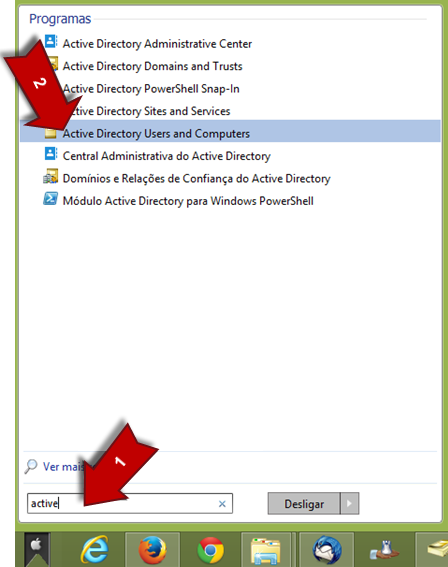 Programas
Active Directory Administrative Center
Active Directory Domains and Trusts
Active Directory PowerShell Snap-In
Active Directory Sites and Services
Active Directory Users and Computers
Central Administrativa do Active Directory
Domínios e Relações de Confiança do Active Directory
Módulo Active Directory para Windows PowerShell
2
Ver mais
1
active
Desligar